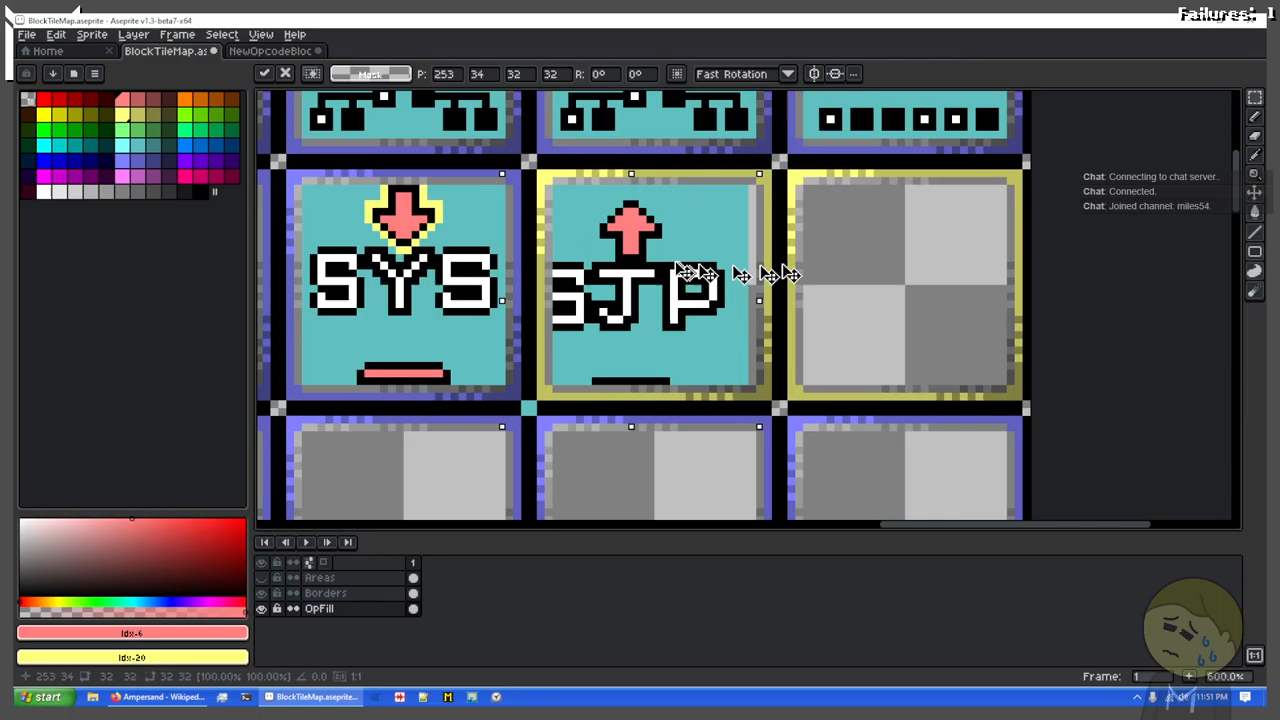 Failures: 1
BlockTileMap.aseprite - Aseprite v1.3-beta7-x64
File Edit Sprite Layer Frame Select View Help
Home BlockTileMap.as NewOpcodeBloc
Mask P: 253 34 32 32 R: 0° 0° Fast Rotation ...
Chat: Connecting to chat server..
Chat: Connected.
Chat: Joined channel: miles54.
SYS SJP
1
Areas
Borders
OpFill
Idx-6
Idx-20
253 34 32 32 32 32 [100.00% 100.00%] 0.0 1:1
1:1
Frame: 1 600.0%
start Ampersand - Wikiped... BlockTileMap.aseprite... 11:51 PM